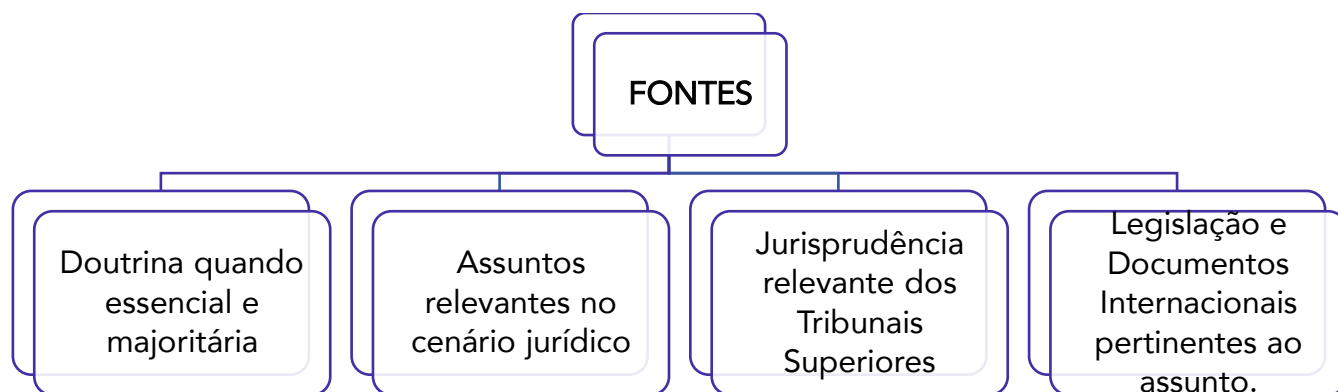 FONTES
Doutrina quando
essencial e
majoritária
Assuntos
relevantes no
cenário jurídico
Jurisprudência
relevante dos
Tribunais
Superiores
Legislação e
Documentos
Internacionais
pertinentes ao
assunto.